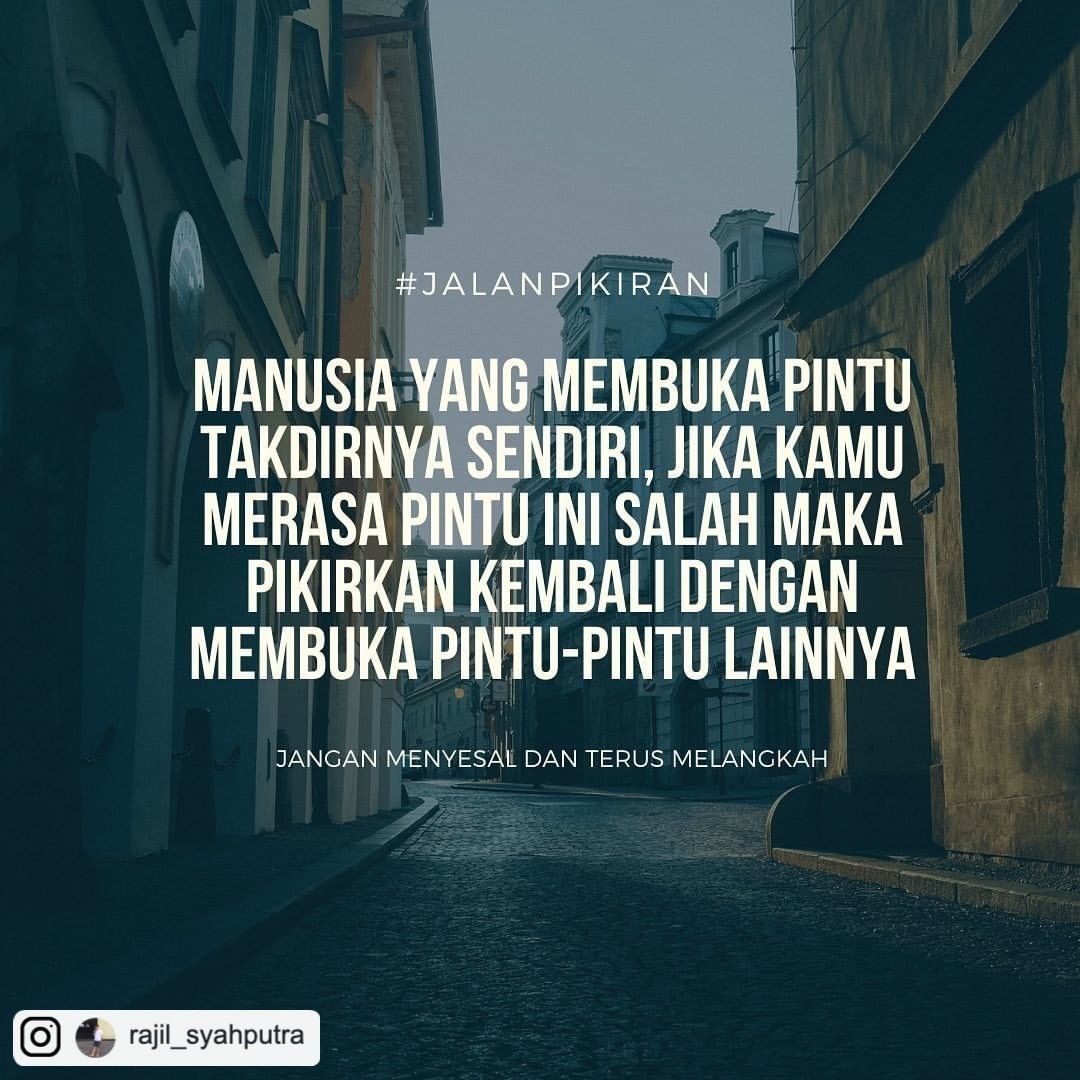 #JALANPIKIRAN
MANUSIA YANG MEMBUKA PINTU
TAKDIRNYA SENDIRI, JIKA KAMU
MERASA PINTU INI SALAH MAKA
PIKIRKAN KEMBALI DENGAN
MEMBUKA PINTU-PINTU LAINNYA
JANGAN MENYESAL DAN TERUS MELANGKAH
rajil_syahputra